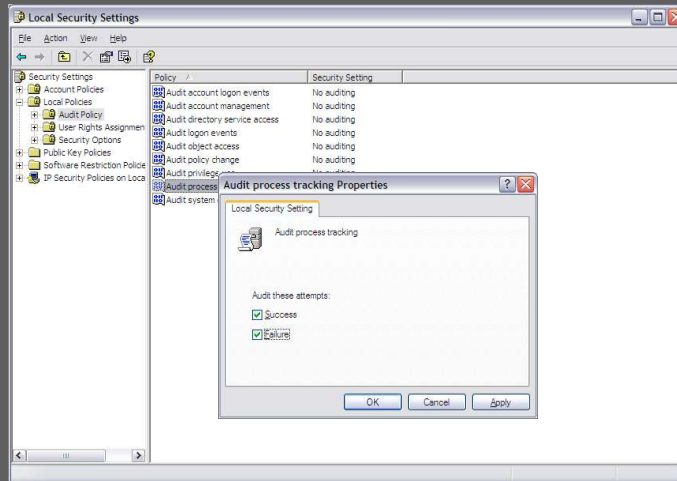 Local Security Settings
File Action View Help
Security Settings
Account Policies
Local Policies
Audit Policy
User Rights Assignmen
Security Options
Public Key Policies
Software Restriction Policie
IP Security Policies on Loca
Policy Security Setting
Audit account logon events No auditing
Audit account management No auditing
Audit directory service access No auditing
Audit logon events No auditing
Audit object access No auditing
Audit policy change No auditing
Audit privilege
Audit process
Audit system
Audit process tracking Properties
Local Security Setting
Audit process tracking
Audit these attempts:
Success
Failure
OK Cancel Apply